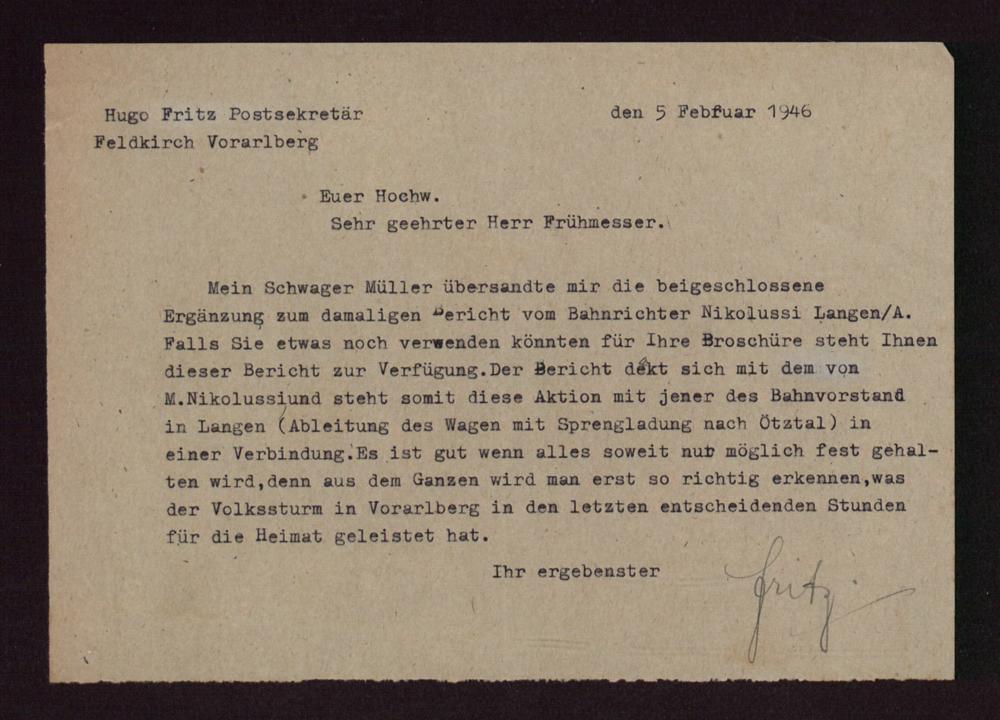 Hugo Fritz Postsekretär den 5 Februar 1946
Feldkirch Vorarlberg
Euer Hochw.
Sehr geehrter Herr Frühmesser.
Mein Schwager Müller übersandte mir die beigeschlossene
Ergänzung zum damaligen Bericht vom Bahnrichter Nikolussi Langen/A.
Falls Sie etwas noch verwenden könnten für Ihre Broschüre steht Ihnen
dieser Bericht zur Verfügung.Der Bericht dekt sich mit dem von
M.Nikolussiund steht somit diese Aktion mit jener des Bahnvorstand
in Langen (Ableitung des Wagen mit Sprengladung nach Ötztal) in
einer Verbindung.Es ist gut wenn alles soweit nur möglich fest gehal-
ten wird,denn aus dem Ganzen wird man erst so richtig erkennen,was
der Volkssturm in Vorarlberg in den letzten entscheidenden Stunden
für die Heimat geleistet hat.
Ihr ergebenster
Fritz.